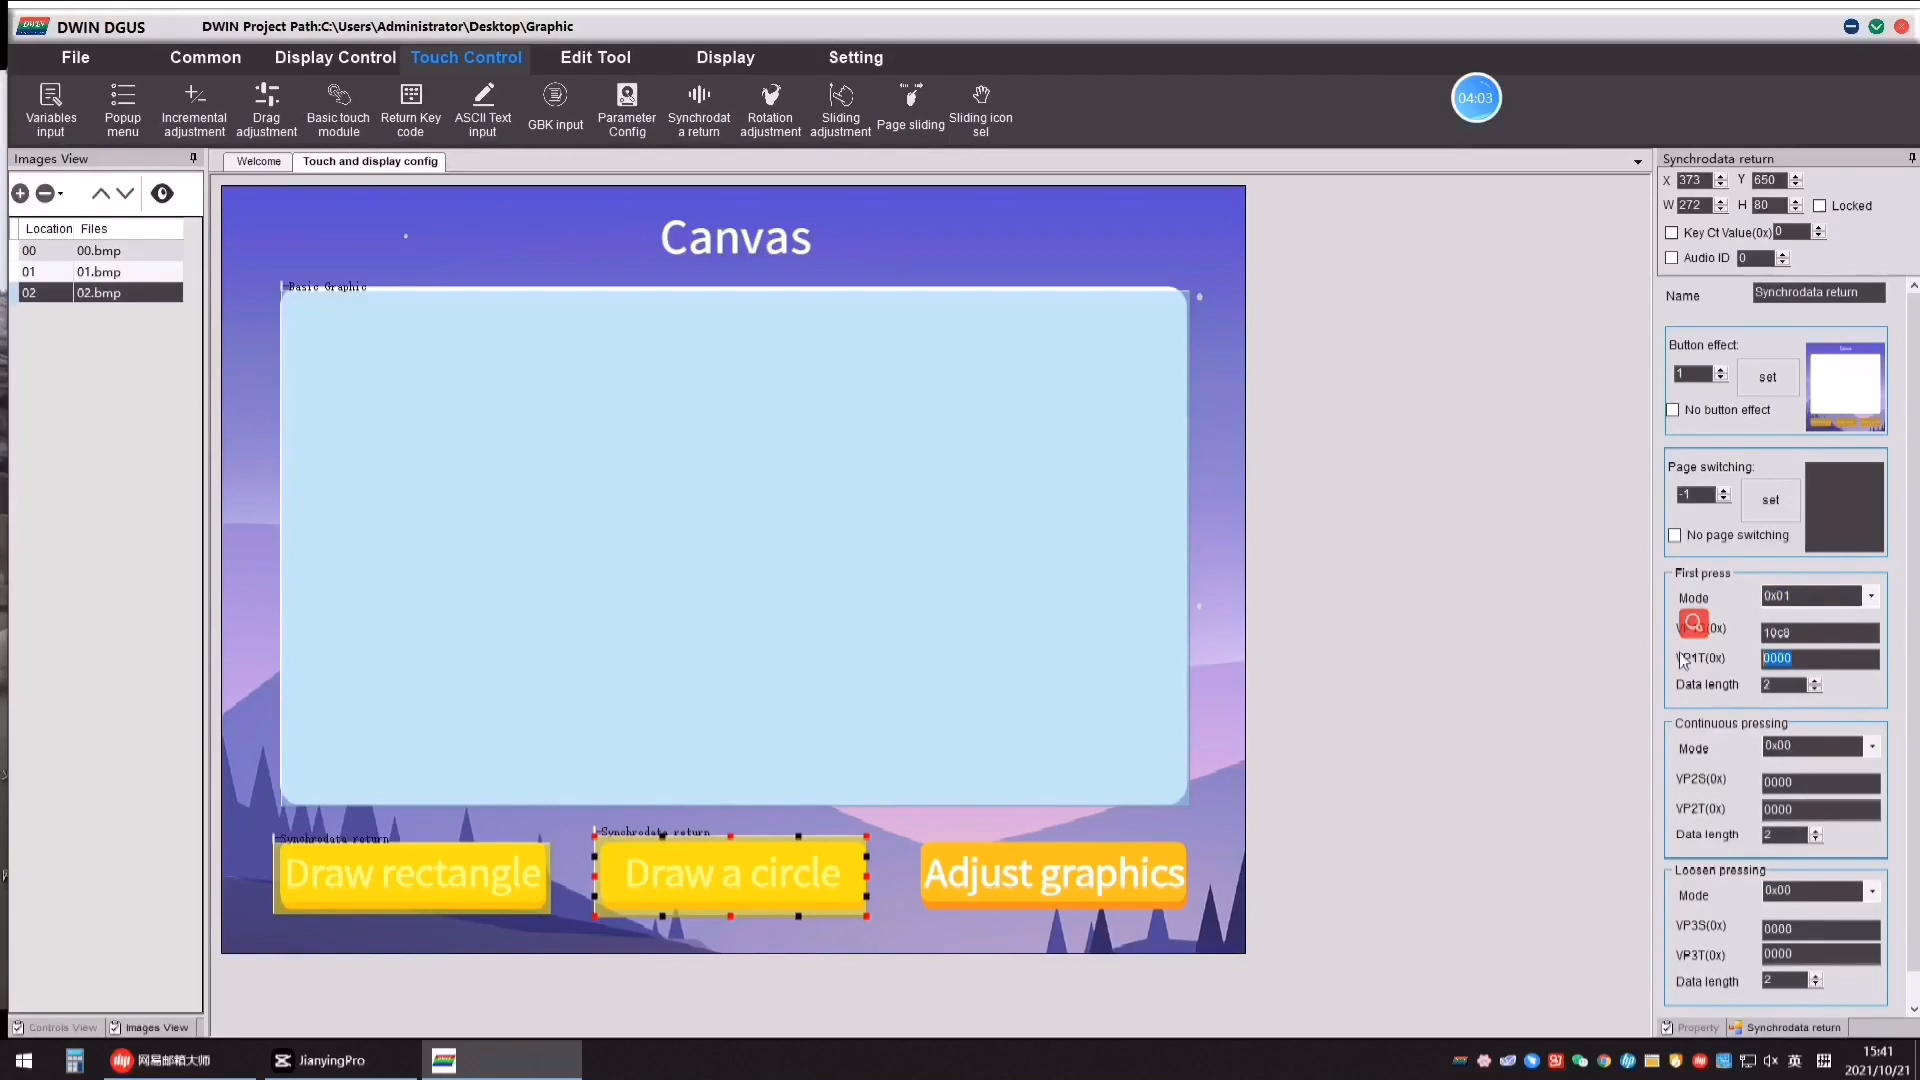 DWIN DGUS
DWIN Project Path:C:\Users\Administrator\Desktop\Graphic
File Common Display Control Touch Control Edit Tool Display Setting
Variables input
Popup menu
Incremental adjustment
Drag adjustment
Basic touch module
Return Key code
ASCII Text input
GBK input
Parameter Config
Synchrodat a return
Rotation adjustment
Sliding adjustment
Page sliding
Sliding icon sel
04:03
Images View
Location Files
00 00.bmp
01 01.bmp
02 02.bmp
Controls View Images View
Welcome Touch and display config
Canvas
Basic Graphic
Synchrodata return
Draw rectangle
Synchrodata return
Draw a circle
Adjust graphics
Synchrodata return
X 373 Y 650
W 272 H 80 Locked
Key Ct Value(0x) 0
Audio ID 0
Name Synchrodata return
Button effect:
1 set
No button effect
Page switching:
-1 set
No page switching
First press
Mode 0x01
(0x) 10c8
VP1T(0x) 0000
Data length 2
Continuous pressing
Mode 0x00
VP2S(0x) 0000
VP2T(0x) 0000
Data length 2
Loosen pressing
Mode 0x00
VP3S(0x) 0000
VP3T(0x) 0000
Data length 2
Property Synchrodata return
网易邮箱大师
JianyingPro
英
15:41
2021/10/21